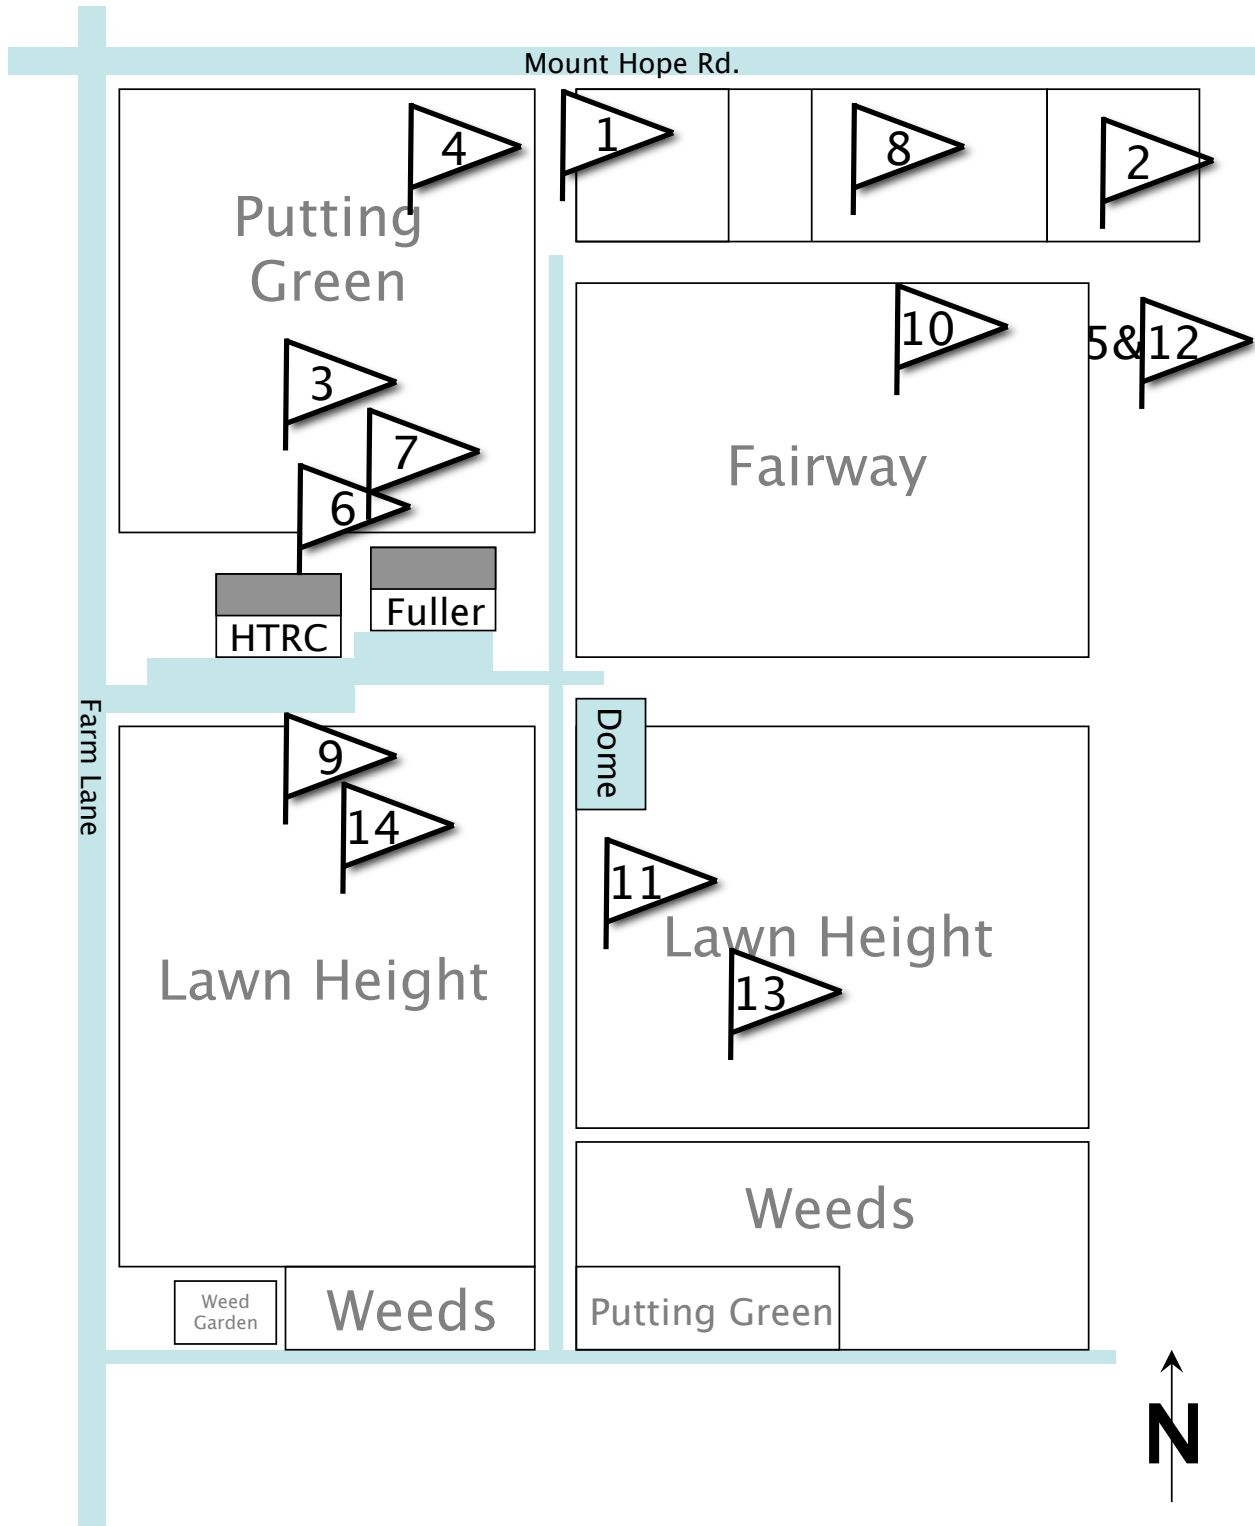 Mount Hope Rd.
4
1
8
2
Putting
Green
10
5&12
3
7
Fairway
6
Fuller
HTRC
Farm Lane
Dome
9
14
11
Lawn Height
Lawn Height
13
Weeds
Weed
Garden
Weeds
Putting Green
N